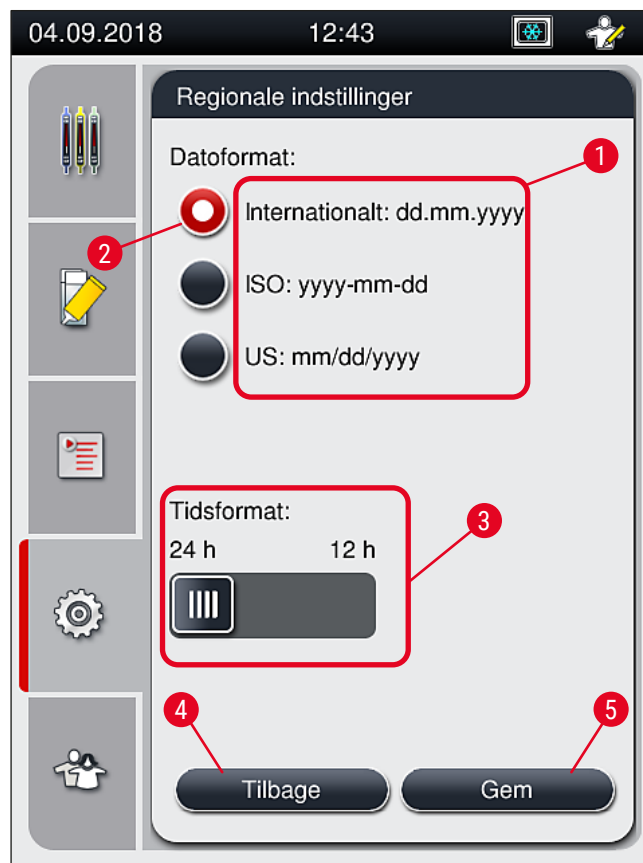 04.09.2018 12:43
Regionale indstillinger
Datoformat:
1
Internationalt: dd.mm.yyyy
2
ISO: yyyy-mm-dd
US: mm/dd/yyyy
Tidsformat:
3
24 h 12 h
4
5
Tilbage
Gem